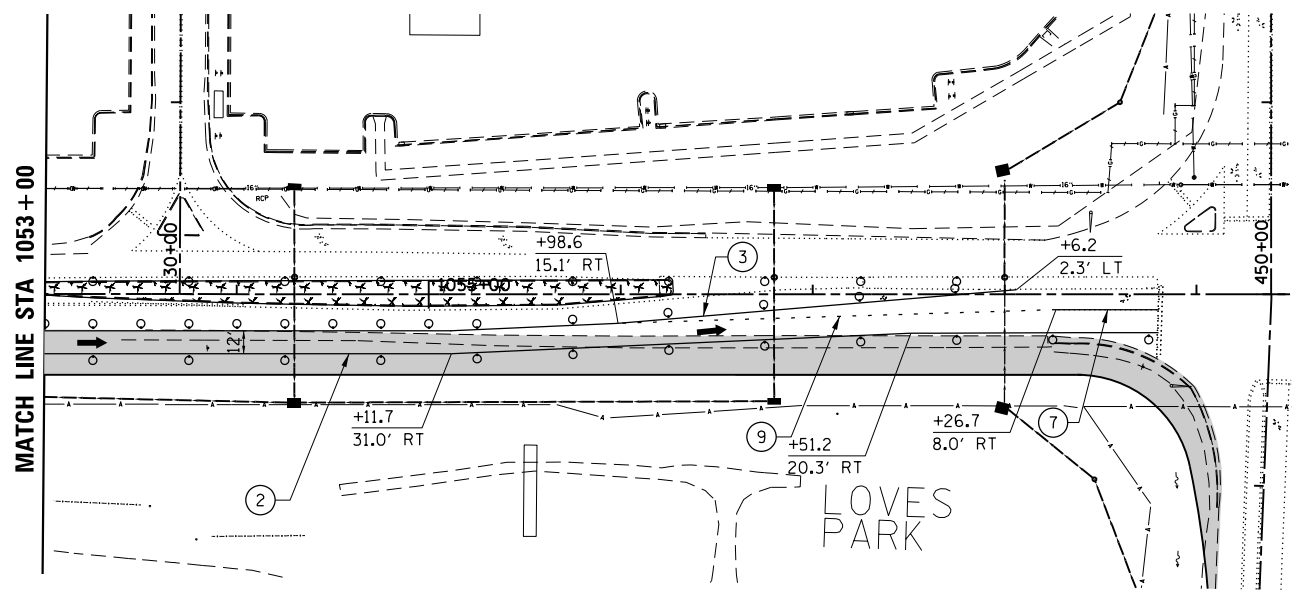 MATCH LINE STA 1053 + 00
16"
RCP
16"
30+00
+98.6
15.1' RT
3
+6.2
2.3' LT
450+00
1055+00
12'
+11.7
31.0' RT
9
+51.2
20.3' RT
+26.7
8.0' RT
7
2
LOVES
PARK